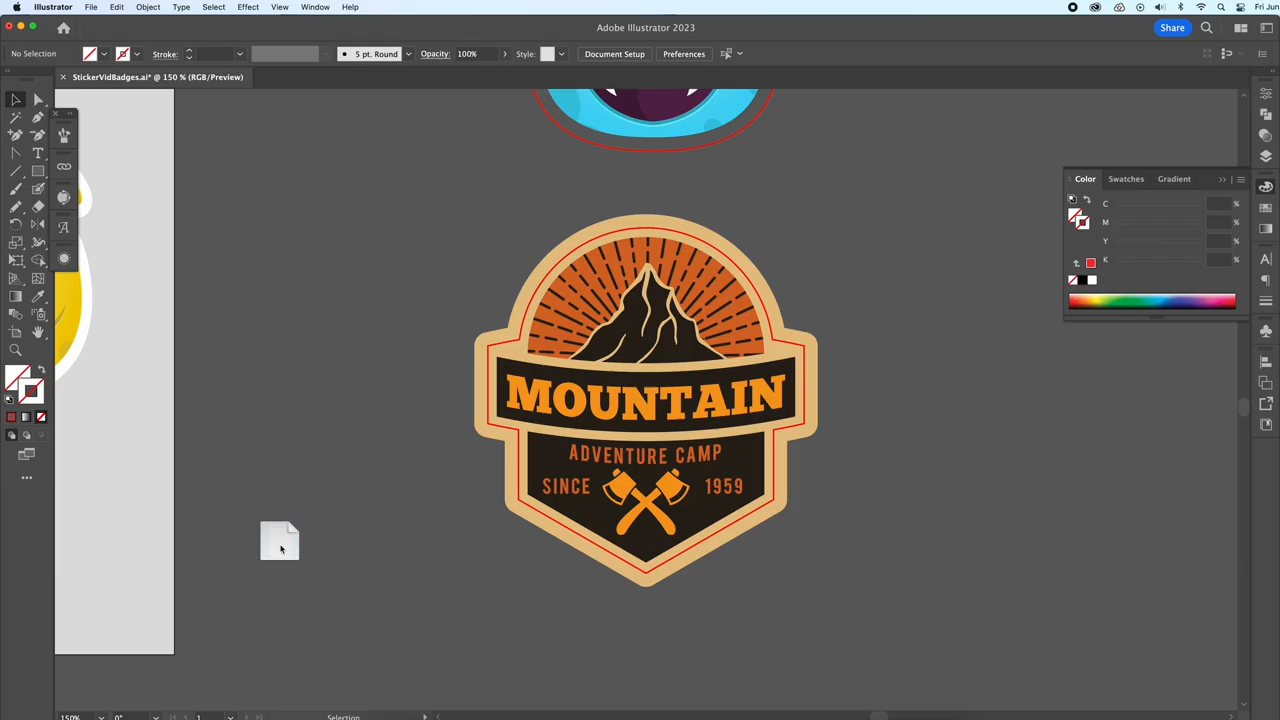 Illustrator File Edit Object Type Select Effect View Window Help Fri Jun
Adobe Illustrator 2023
Share
No Selection Stroke: 5 pt. Round Opacity: 100% Style: Document Setup Preferences
StickerVidBadges.ai* @ 150 % (RGB/Preview)
Color Swatches Gradient
C %
M %
Y %
K %
MOUNTAIN
ADVENTURE CAMP
SINCE 1959
150% 0° 1 Selection